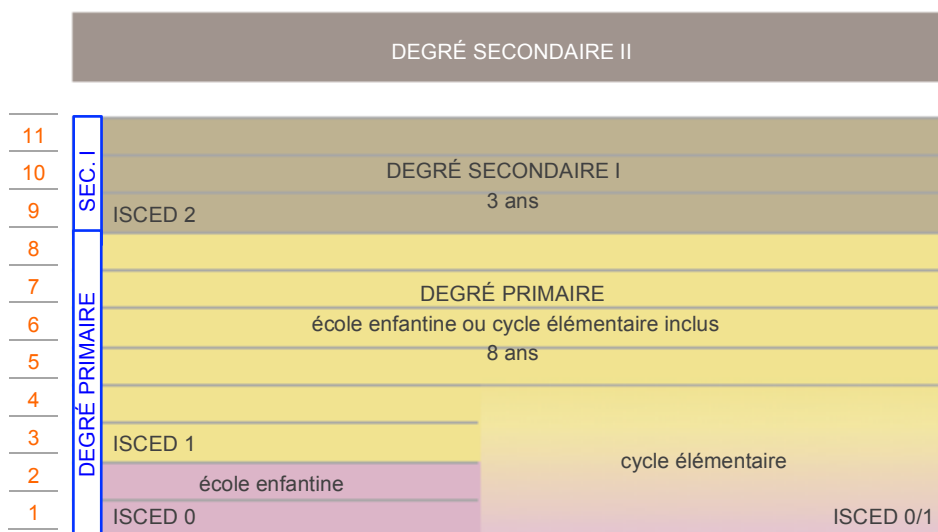 DEGRÉ SECONDAIRE II
11
10
9
8
7
6
5
4
3
2
1
SEC. I
DEGRÉ PRIMAIRE
DEGRÉ SECONDAIRE I
3 ans
ISCED 2
DEGRÉ PRIMAIRE
école enfantine ou cycle élémentaire inclus
8 ans
ISCED 1
école enfantine
ISCED 0
cycle élémentaire
ISCED 0/1